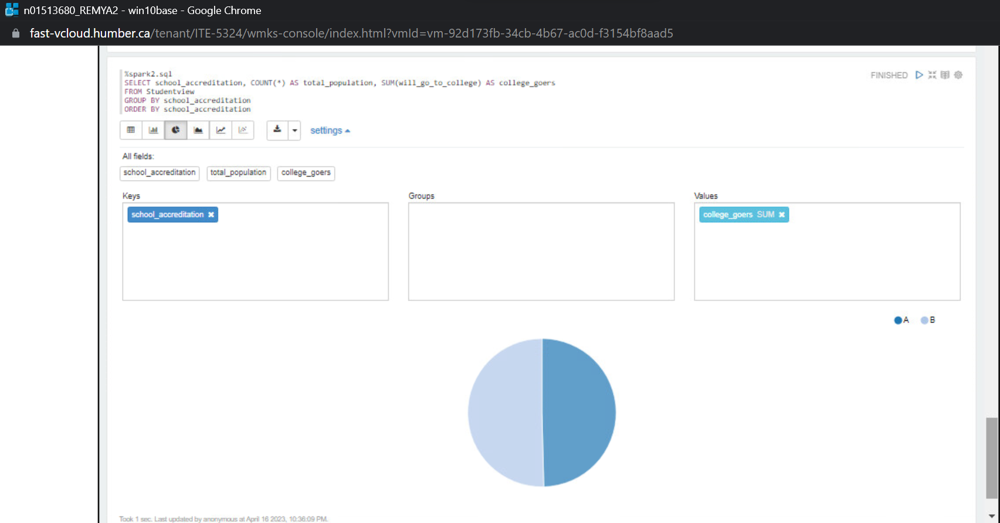 n01513680_REMYA2 - win10base - Google Chrome
fast-vcloud.humber.ca/tenant/ITE-5324/wmks-console/index.html?vmId=vm-92d173fb-34cb-4b67-ac0d-f3154bf8aad5
%spark2.sql
SELECT school_accreditation, COUNT(*) AS total_population, SUM(will_go_to_college) AS college_goers
FROM Studentview
GROUP BY school_accreditation
ORDER BY school_accreditation
FINISHED
settings
All fields:
school_accreditation total_population college_goers
Keys Groups Values
school_accreditation college_goers SUM
A B
Took 1 sec. Last updated by anonymous at April 16 2023, 10:36:09 PM.